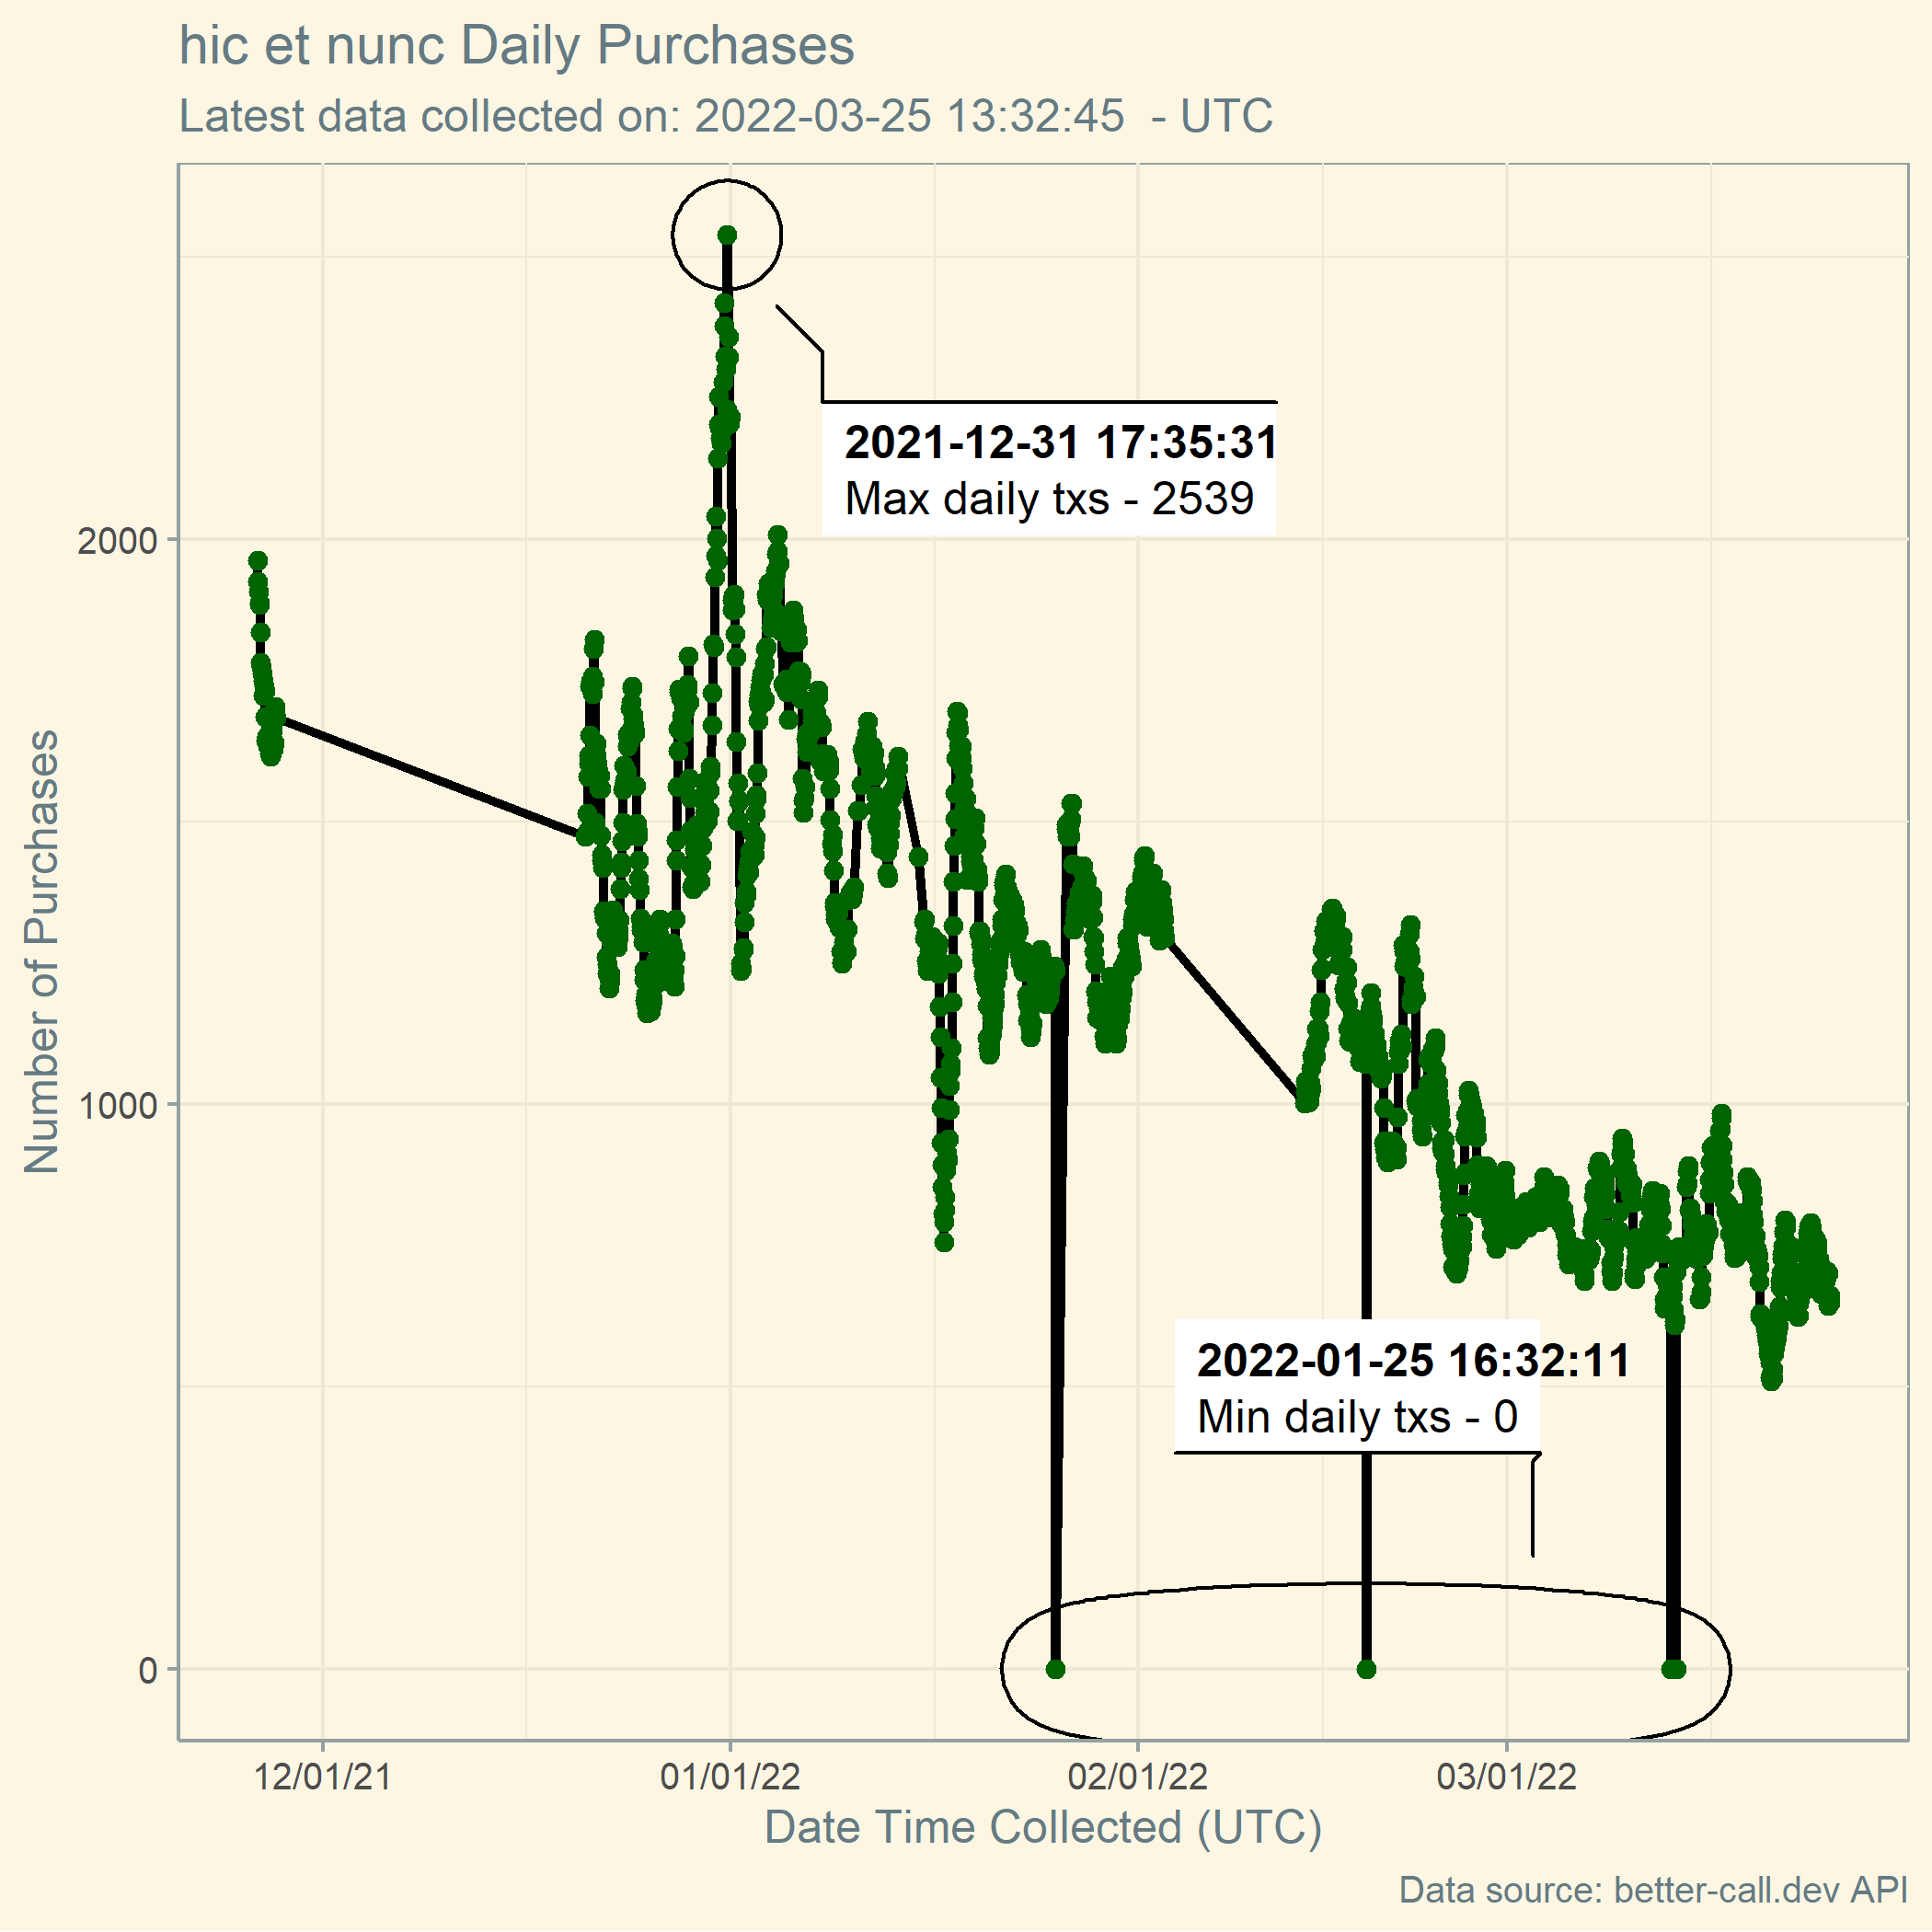 hic et nunc Daily Purchases
Latest data collected on: 2022-03-25 13:32:45  - UTC
2021-12-31 17:35:31
Max daily txs - 2539
2000
Number of Purchases
1000
2022-01-25 16:32:11
Min daily txs - 0
0
12/01/21 01/01/22 02/01/22 03/01/22
Date Time Collected (UTC)
Data source: better-call.dev API